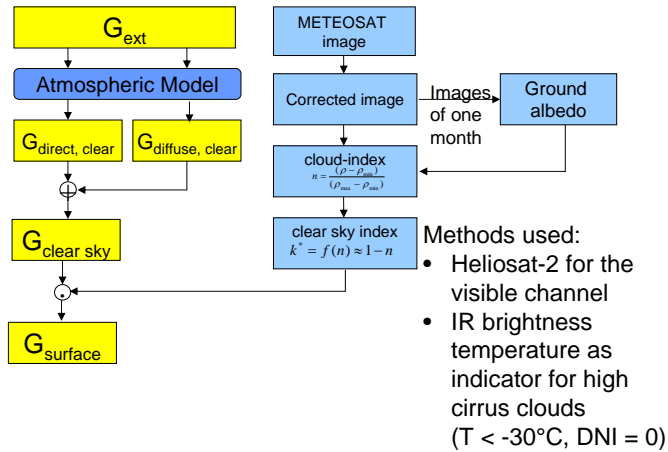 G_ext
Atmospheric Model
G_direct, clear
G_diffuse, clear
G_clear sky
G_surface
METEOSAT
image
Corrected image
Images
of one
month
Ground
albedo
cloud-index
n = (ρ − ρ_min) / (ρ_max − ρ_min)
clear sky index
k* = f(n) ≈ 1 − n
Methods used:
• Heliosat-2 for the
visible channel
• IR brightness
temperature as
indicator for high
cirrus clouds
(T < -30°C, DNI = 0)